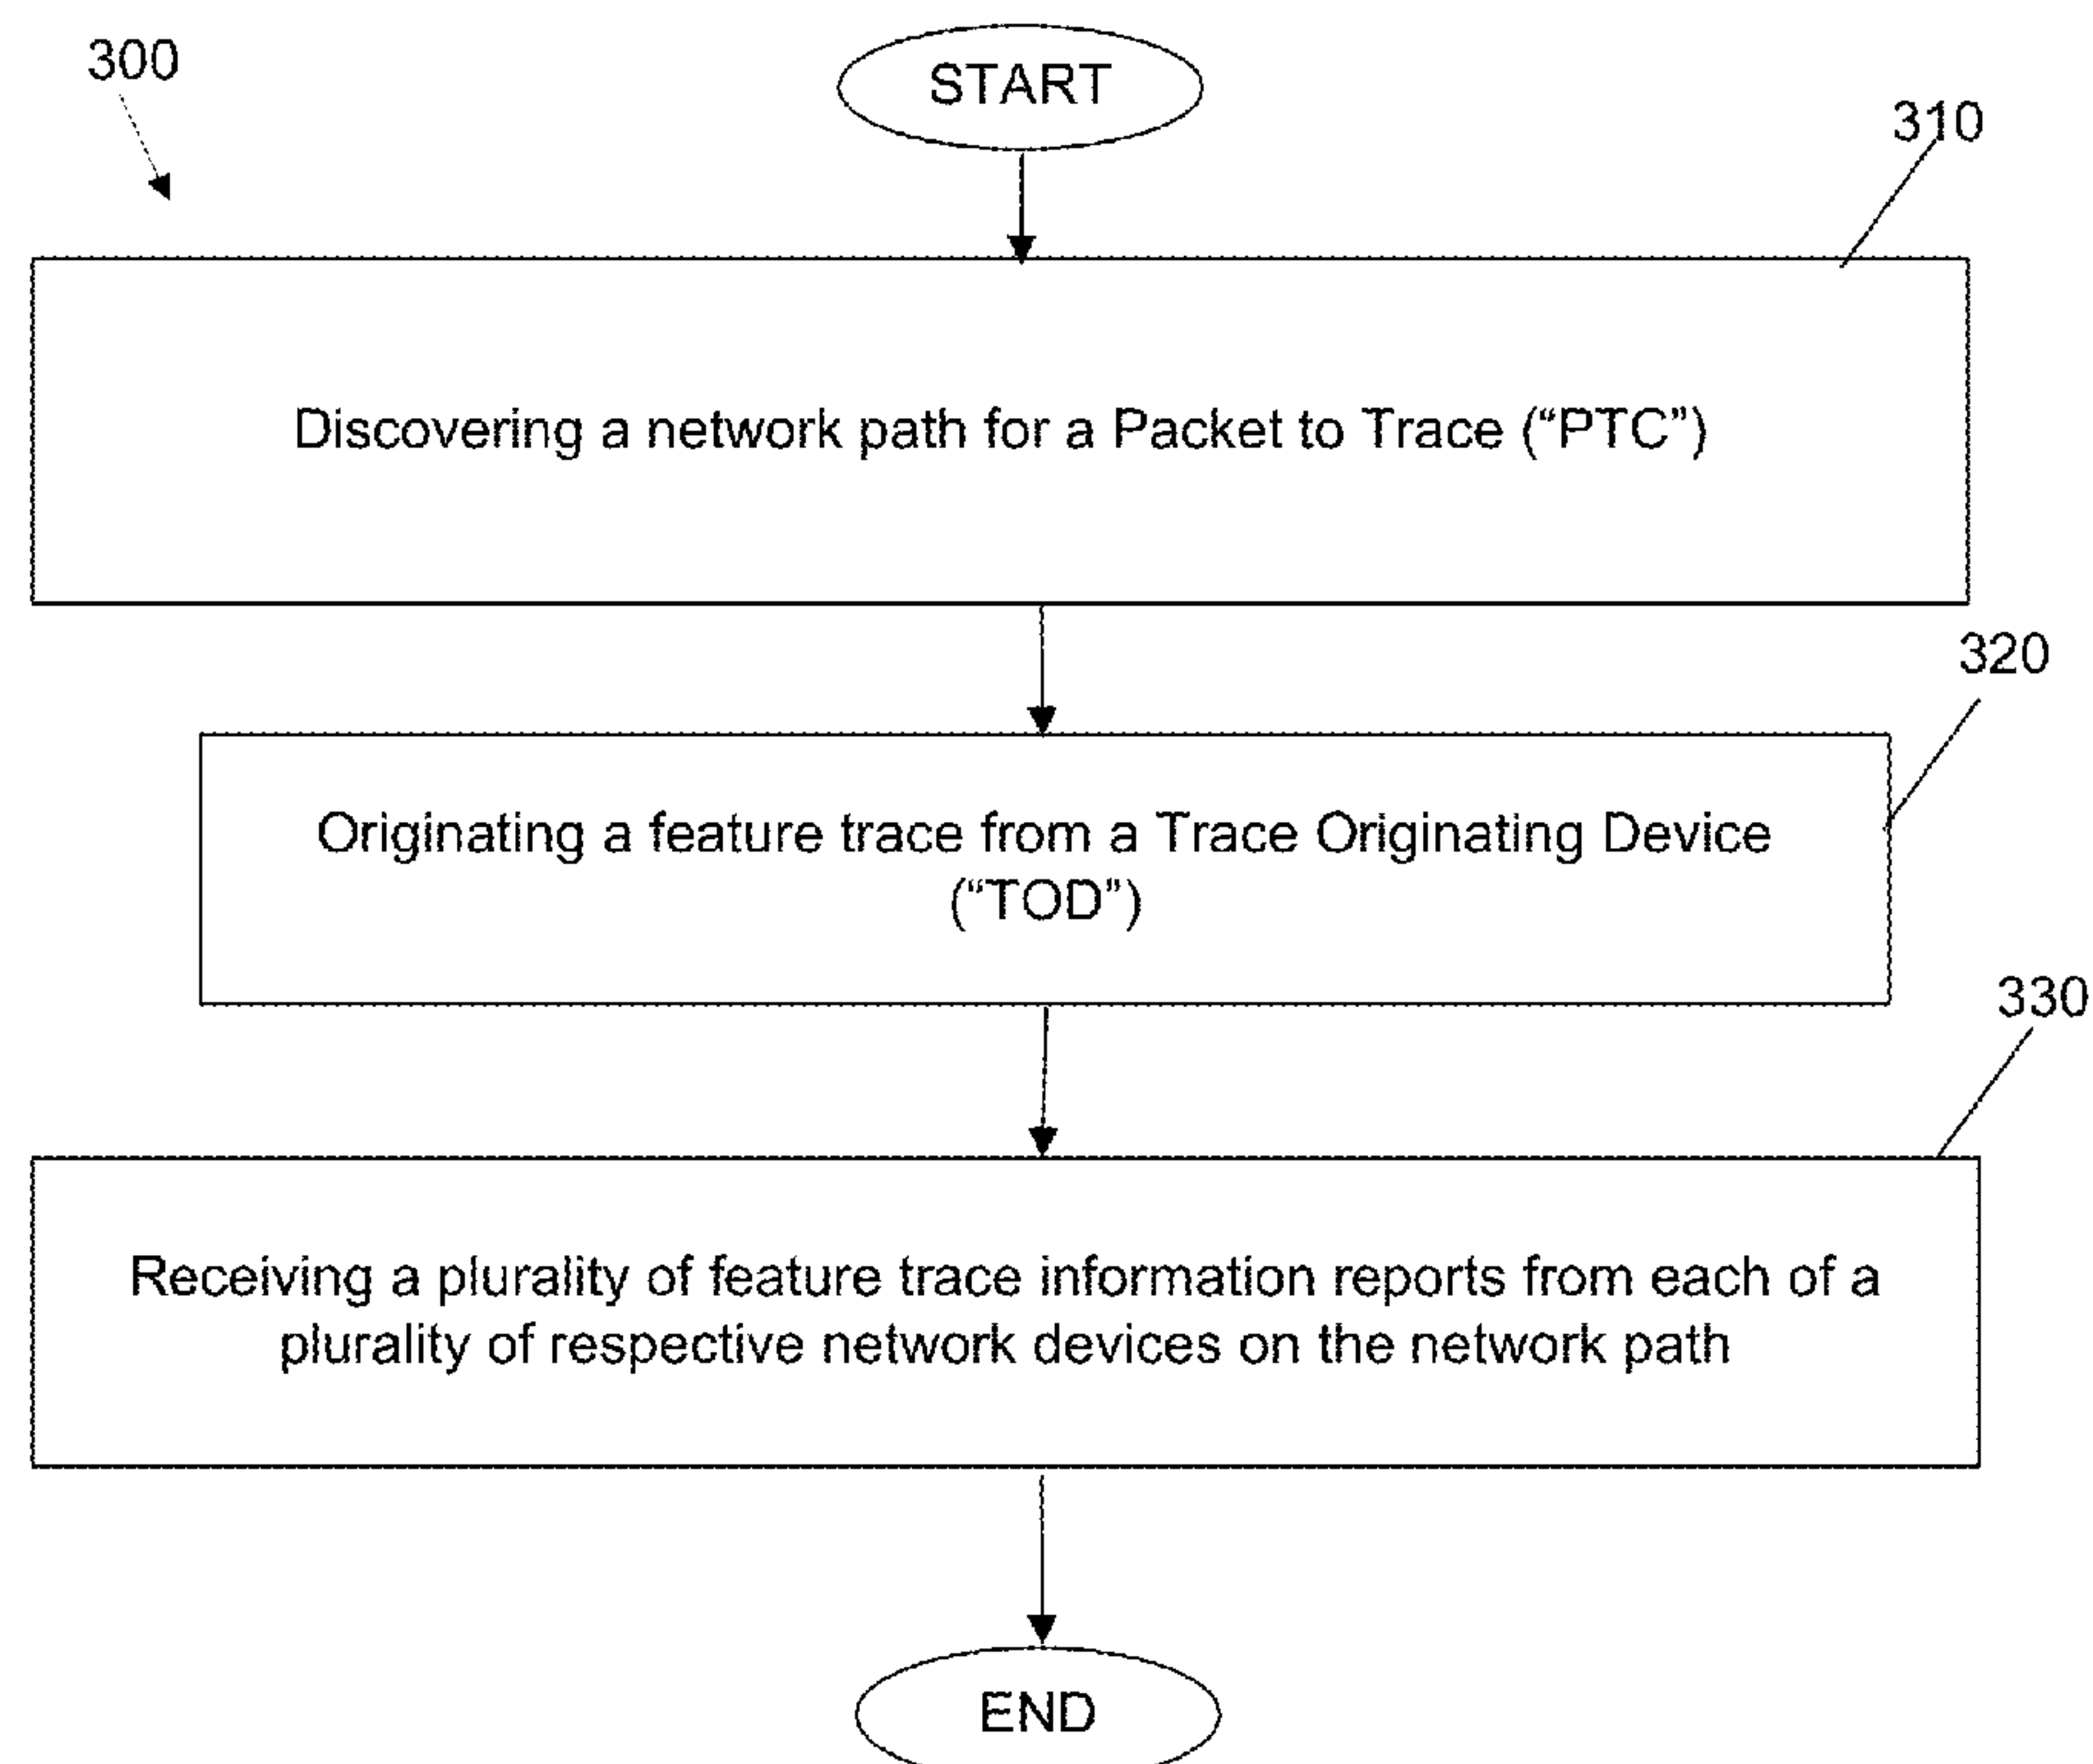 300
START
310
Discovering a network path for a Packet to Trace (“PTC”)
320
Originating a feature trace from a Trace Originating Device
(“TOD”)
330
Receiving a plurality of feature trace information reports from each of a
plurality of respective network devices on the network path
END